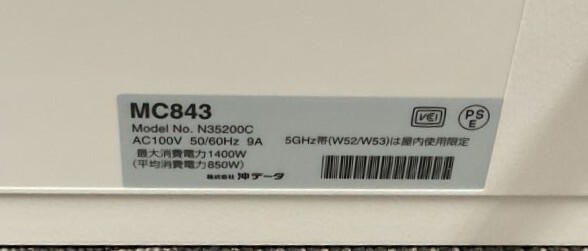 MC843
Model No. N35200C
AC100V 50/60Hz 9A
5GHz帯(W52/W53)は屋内使用限定
最大消費電力1400W
(平均消費電力850W)
株式会社 沖データ
VCI
PS
E